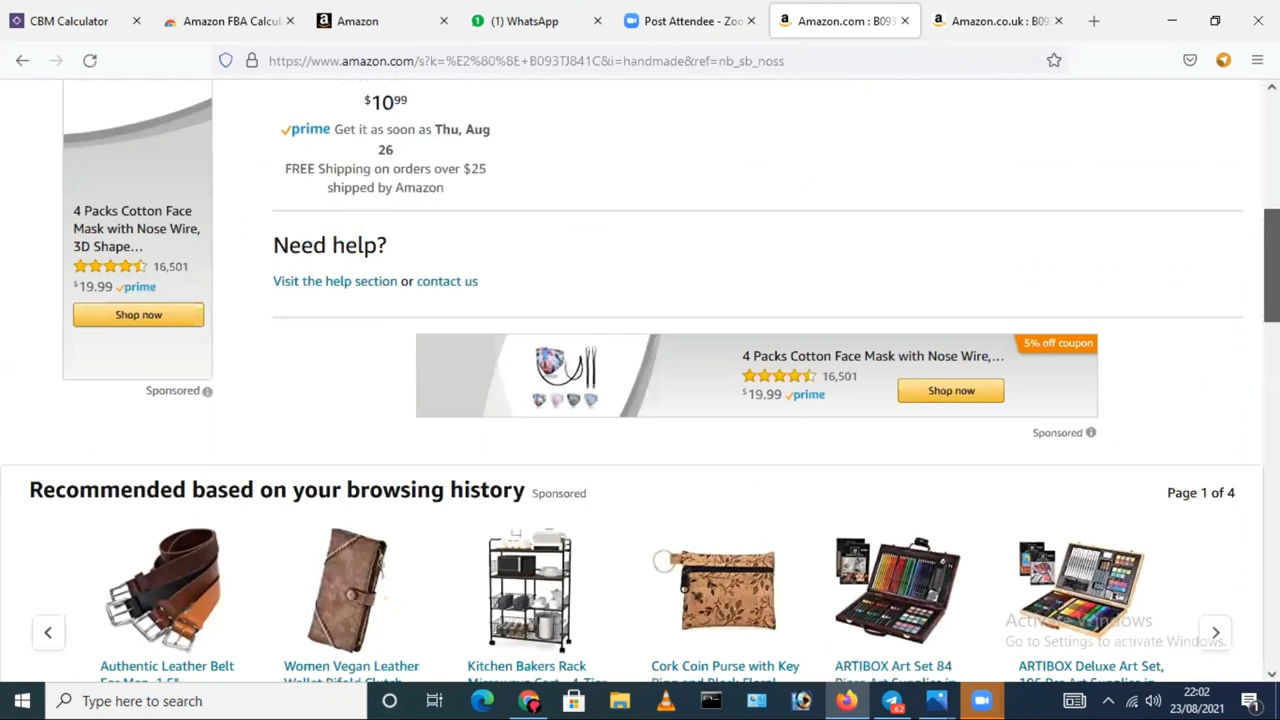 CBM Calculator
Amazon FBA Calcul
Amazon
(1) WhatsApp
Post Attendee - Zoo
Amazon.com : B093
Amazon.co.uk : B09
https://www.amazon.com/s?k=%E2%80%8E+B093TJ841C&i=handmade&ref=nb_sb_noss
$10.99
prime Get it as soon as Thu, Aug
26
FREE Shipping on orders over $25
shipped by Amazon
4 Packs Cotton Face
Mask with Nose Wire,
3D Shape...
16,501
$19.99 prime
Shop now
Sponsored
Need help?
Visit the help section or contact us
5% off coupon
4 Packs Cotton Face Mask with Nose Wire,...
16,501
$19.99 prime
Shop now
Sponsored
Recommended based on your browsing history Sponsored
Page 1 of 4
Authentic Leather Belt
Women Vegan Leather
Kitchen Bakers Rack
Cork Coin Purse with Key
ARTIBOX Art Set 84
ARTIBOX Deluxe Art Set,
Activate Windows
Go to Settings to activate Windows.
Type here to search
62
22:02
23/08/2021
1